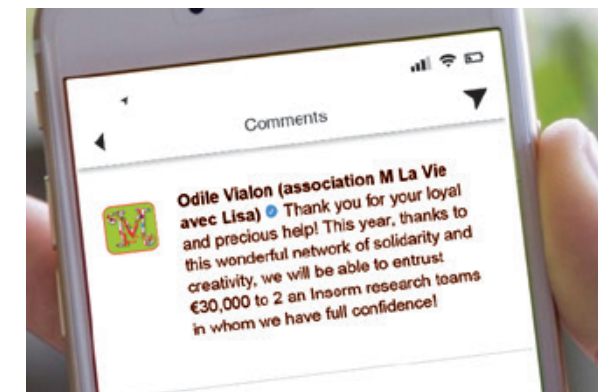 Comments
Odile Vialon (association M La Vie
avec Lisa) Thank you for your loyal
and precious help! This year, thanks to
this wonderful network of solidarity and
creativity, we will be able to entrust
€30,000 to 2 an Inserm research teams
in whom we have full confidence!
M